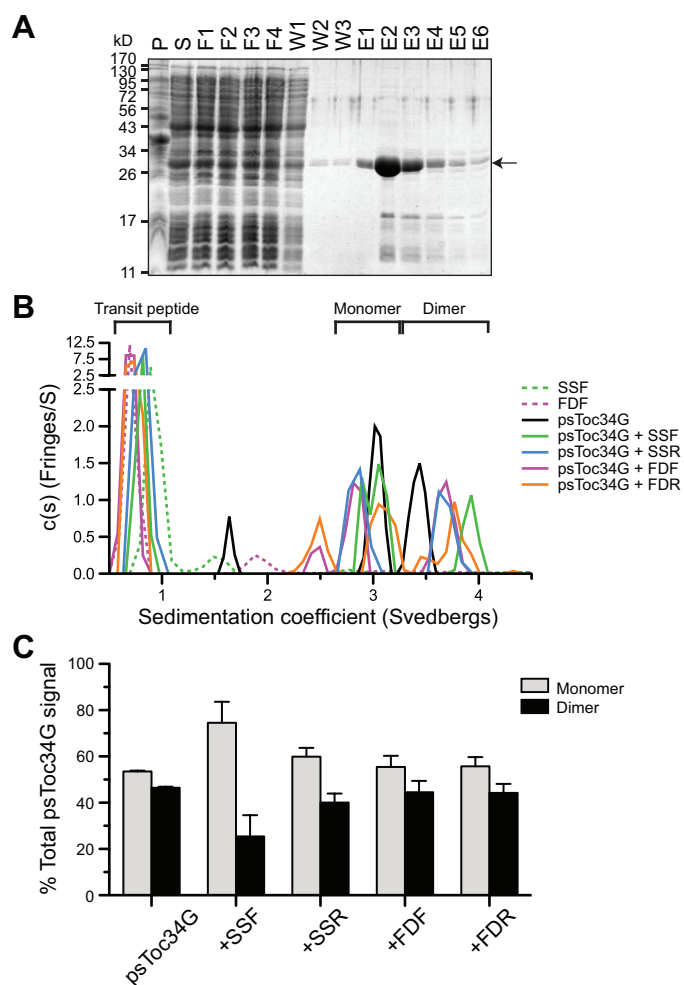 A
kD
P S F1 F2 F3 F4 W1 W2 W3 E1 E2 E3 E4 E5 E6
170
130
95
72
56
43
34
26
17
11
B
Transit peptide
Monomer
Dimer
c(s) (Fringes/S)
12.5
7.5
2.5
2.5
2.0
1.5
1.0
0.5
0.0
1 2 3 4
Sedimentation coefficient (Svedbergs)
SSF
FDF
psToc34G
psToc34G + SSF
psToc34G + SSR
psToc34G + FDF
psToc34G + FDR
C
% Total psToc34G signal
100
80
60
40
20
0
Monomer
Dimer
psToc34G
+SSF
+SSR
+FDF
+FDR